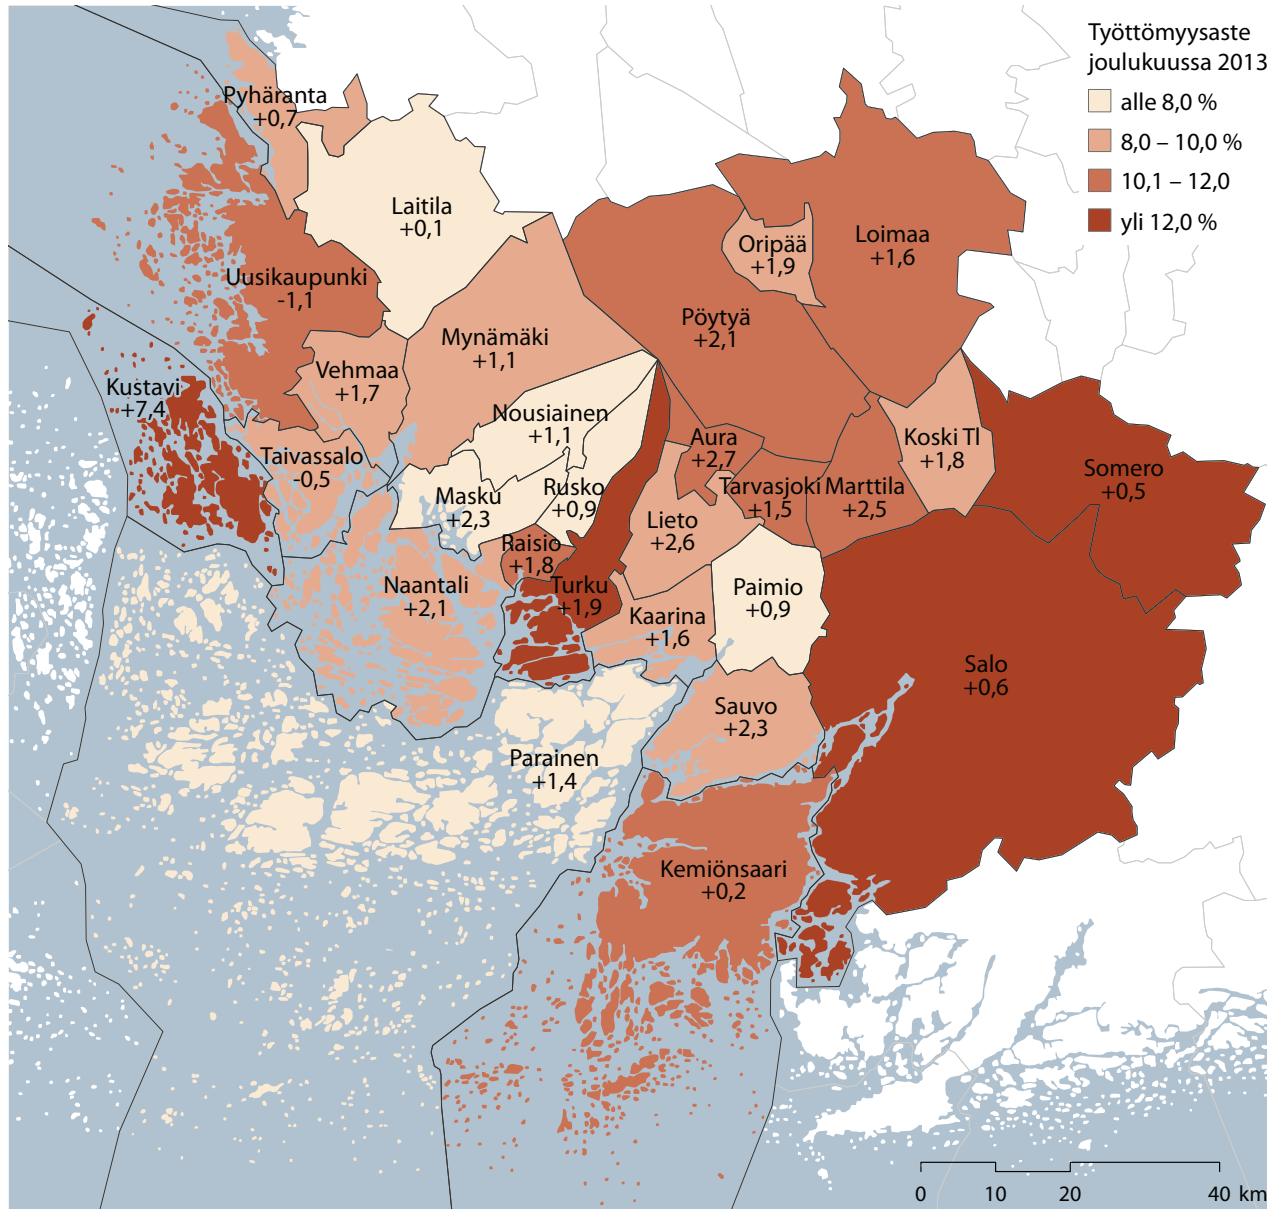 Työttömyysaste
joulukuussa 2013
alle 8,0 %
8,0 – 10,0 %
10,1 – 12,0
yli 12,0 %
Pyhäranta
+0,7
Laitila
+0,1
Uusikaupunki
-1,1
Oripää
+1,9
Loimaa
+1,6
Pöytyä
+2,1
Mynämäki
+1,1
Vehmaa
+1,7
Kustavi
+7,4
Taivassalo
-0,5
Nousiainen
+1,1
Aura
+2,7
Koski Tl
+1,8
Somero
+0,5
Masku
+2,3
Rusko
+0,9
Tarvasjoki
+1,5
Marttila
+2,5
Lieto
+2,6
Raisio
+1,8
Naantali
+2,1
Turku
+1,9
Paimio
+0,9
Kaarina
+1,6
Salo
+0,6
Sauvo
+2,3
Parainen
+1,4
Kemiönsaari
+0,2
0 10 20 40 km